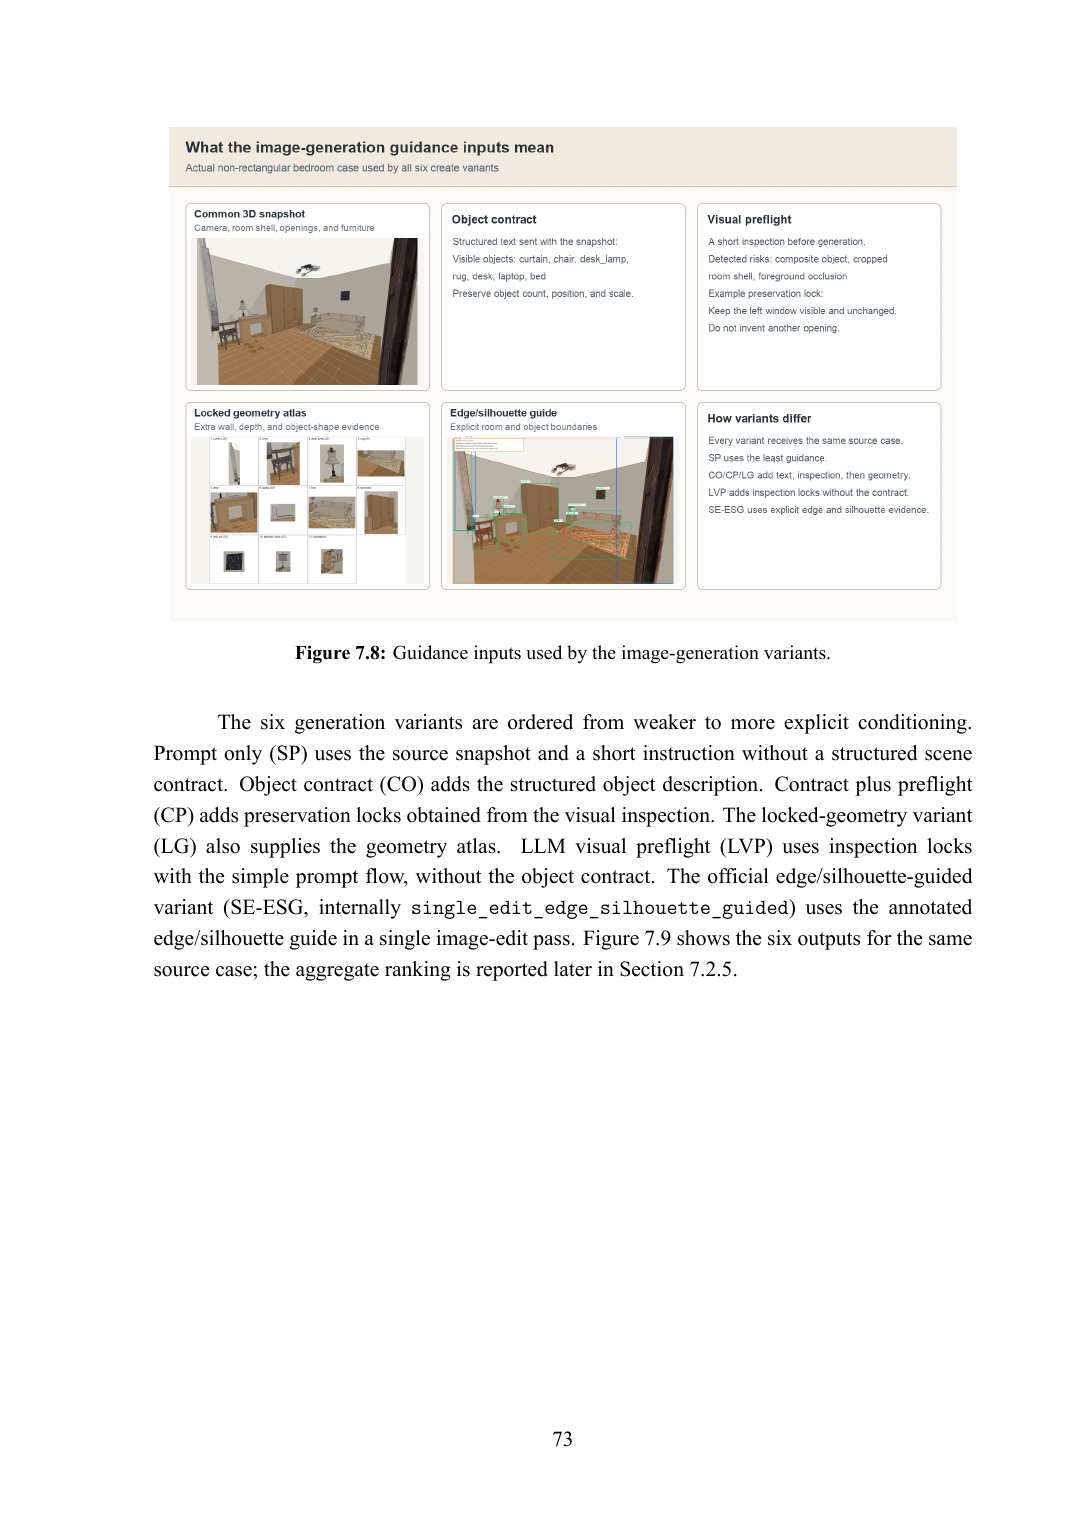 What the image-generation guidance inputs mean
Actual non-rectangular bedroom case used by all six create variants
Common 3D snapshot
Camera, room shell, openings, and furniture
Object contract
Structured text sent with the snapshot:
Visible objects: curtain, chair, desk_lamp,
rug, desk, laptop, bed
Preserve object count, position, and scale.
Visual preflight
A short inspection before generation.
Detected risks: composite object, cropped
room shell, foreground occlusion
Example preservation lock:
Keep the left window visible and unchanged.
Do not invent another opening.
Locked geometry atlas
Extra wall, depth, and object-shape evidence
Edge/silhouette guide
Explicit room and object boundaries
How variants differ
Every variant receives the same source case.
SP uses the least guidance.
CO/CP/LG add text, inspection, then geometry.
LVP adds inspection locks without the contract.
SE-ESG uses explicit edge and silhouette evidence.
Figure 7.8: Guidance inputs used by the image-generation variants.
The six generation variants are ordered from weaker to more explicit conditioning.
Prompt only (SP) uses the source snapshot and a short instruction without a structured scene
contract. Object contract (CO) adds the structured object description. Contract plus preflight
(CP) adds preservation locks obtained from the visual inspection. The locked-geometry variant
(LG) also supplies the geometry atlas. LLM visual preflight (LVP) uses inspection locks
with the simple prompt flow, without the object contract. The official edge/silhouette-guided
variant (SE-ESG, internally single_edit_edge_silhouette_guided) uses the annotated
edge/silhouette guide in a single image-edit pass. Figure 7.9 shows the six outputs for the same
source case; the aggregate ranking is reported later in Section 7.2.5.
73